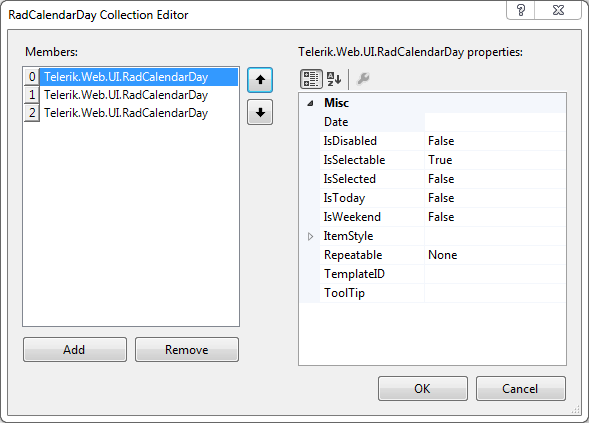 RadCalendarDay Collection Editor
Members:
0 Telerik.Web.UI.RadCalendarDay
1 Telerik.Web.UI.RadCalendarDay
2 Telerik.Web.UI.RadCalendarDay
Add
Remove
Telerik.Web.UI.RadCalendarDay properties:
Misc
Date
IsDisabled False
IsSelectable True
IsSelected False
IsToday False
IsWeekend False
ItemStyle
Repeatable None
TemplateID
ToolTip
OK
Cancel